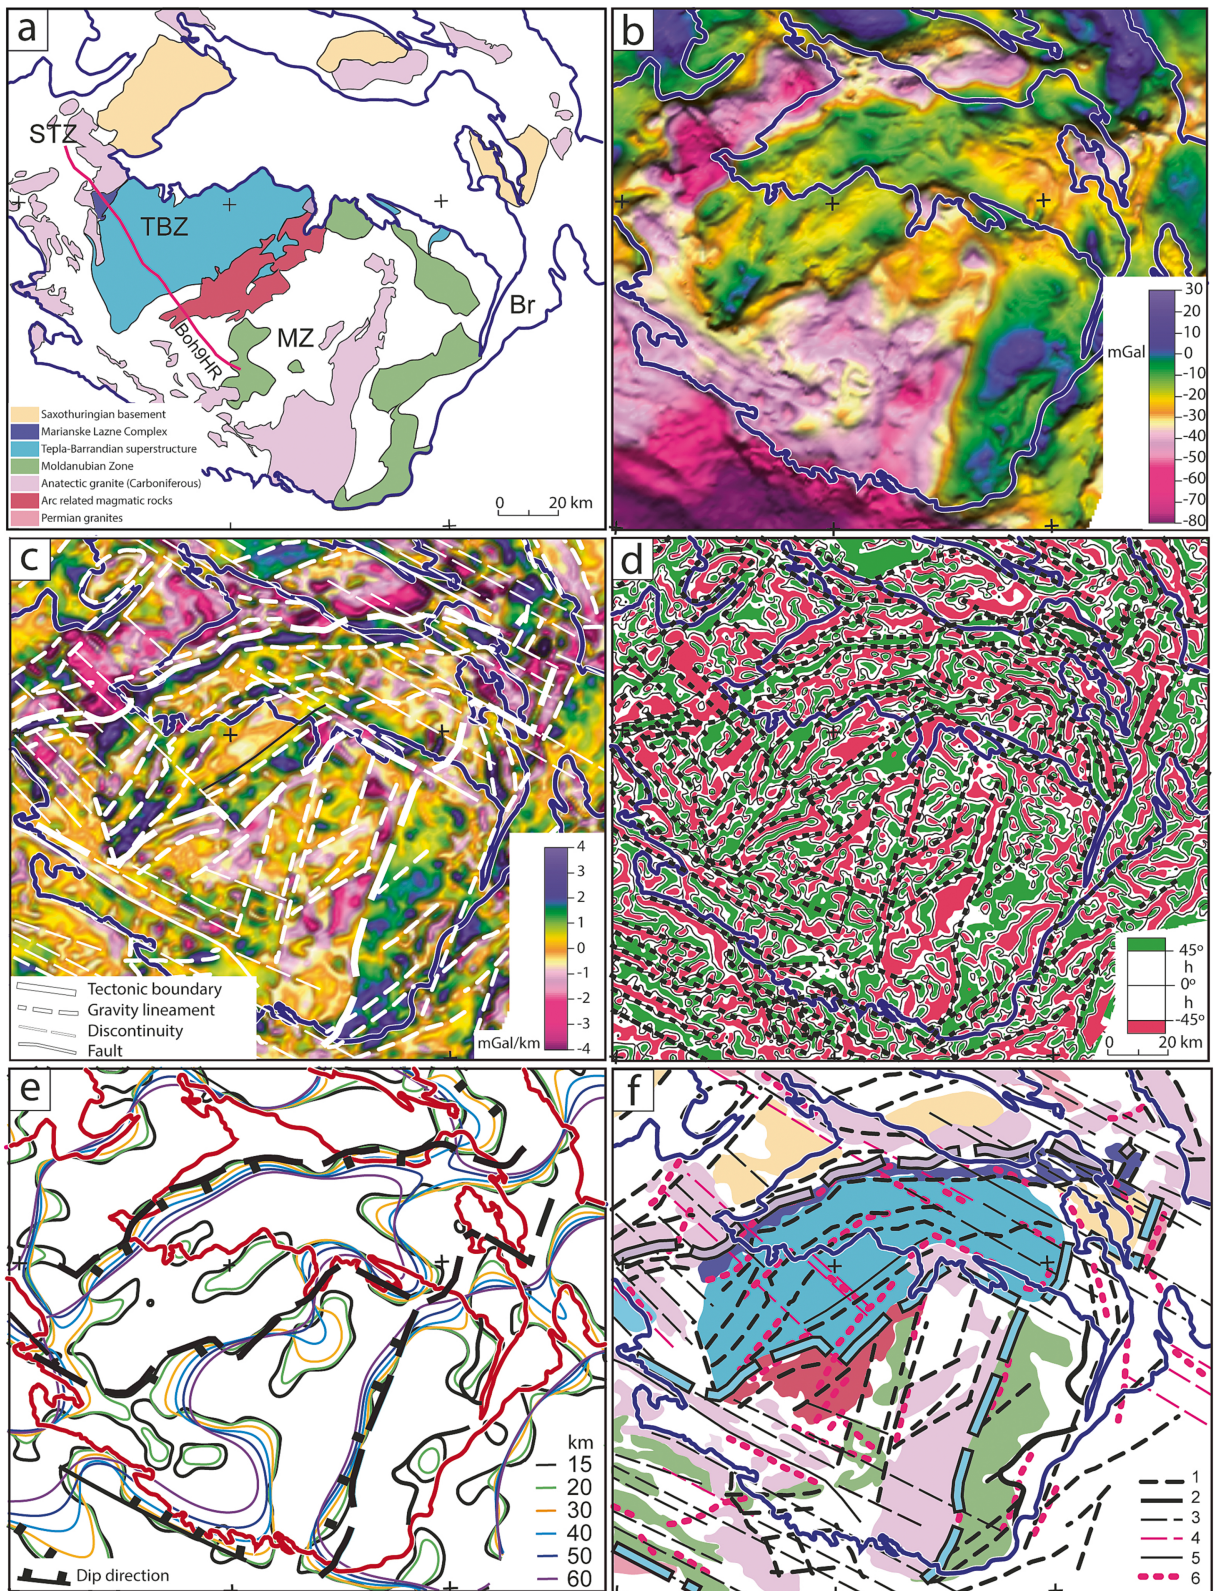 a
STZ
TBZ
Br
MZ
Boh9HR
Saxothuringian basement
Marianske Lazne Complex
Tepla-Barrandian superstructure
Moldanubian Zone
Anatectic granite (Carboniferous)
Arc related magmatic rocks
Permian granites
0 20 km
b
mGal
30
20
10
0
-10
-20
-30
-40
-50
-60
-70
-80
c
Tectonic boundary
Gravity lineament
Discontinuity
Fault
4
3
2
1
0
-1
-2
-3
-4
mGal/km
d
45º
h
0º
h
-45º
0 20 km
e
km
15
20
30
40
50
60
Dip direction
f
1
2
3
4
5
6